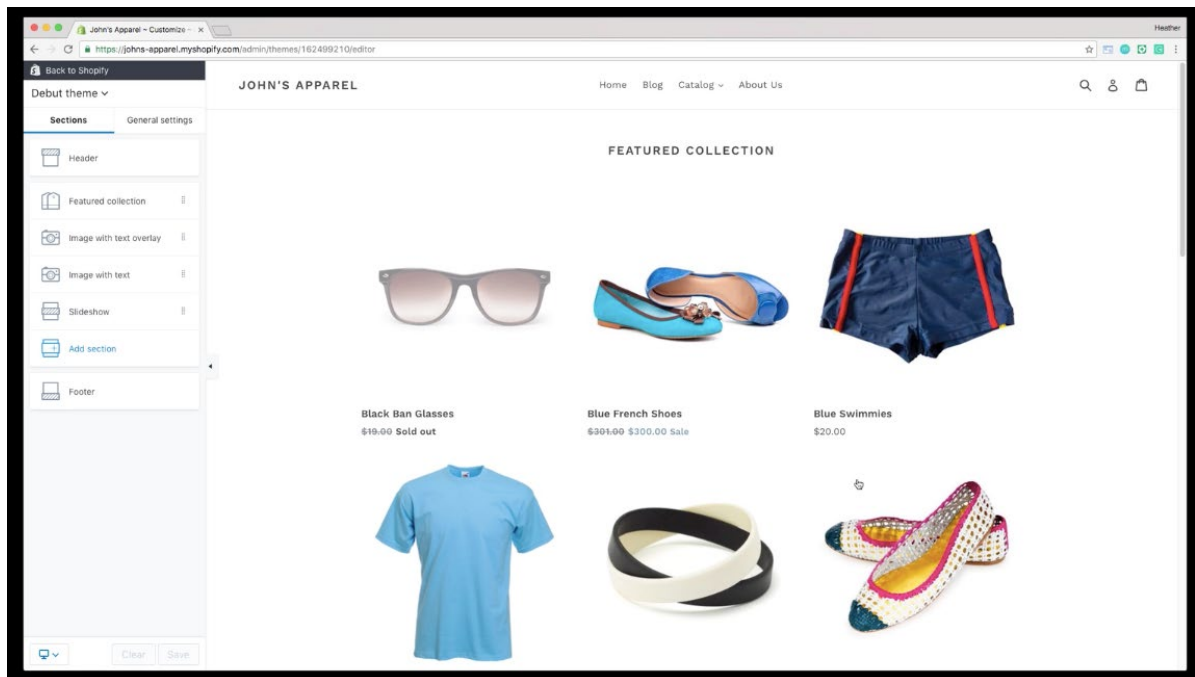 John's Apparel ~ Customize ~
Heather
https://johns-apparel.myshopify.com/admin/themes/162499210/editor
Back to Shopify
Debut theme
Sections General settings
Header
Featured collection
Image with text overlay
Image with text
Slideshow
Add section
Footer
Clear Save
JOHN'S APPAREL
Home Blog Catalog About Us
FEATURED COLLECTION
Black Ban Glasses
$19.00 Sold out
Blue French Shoes
$301.00 $300.00 Sale
Blue Swimmies
$20.00